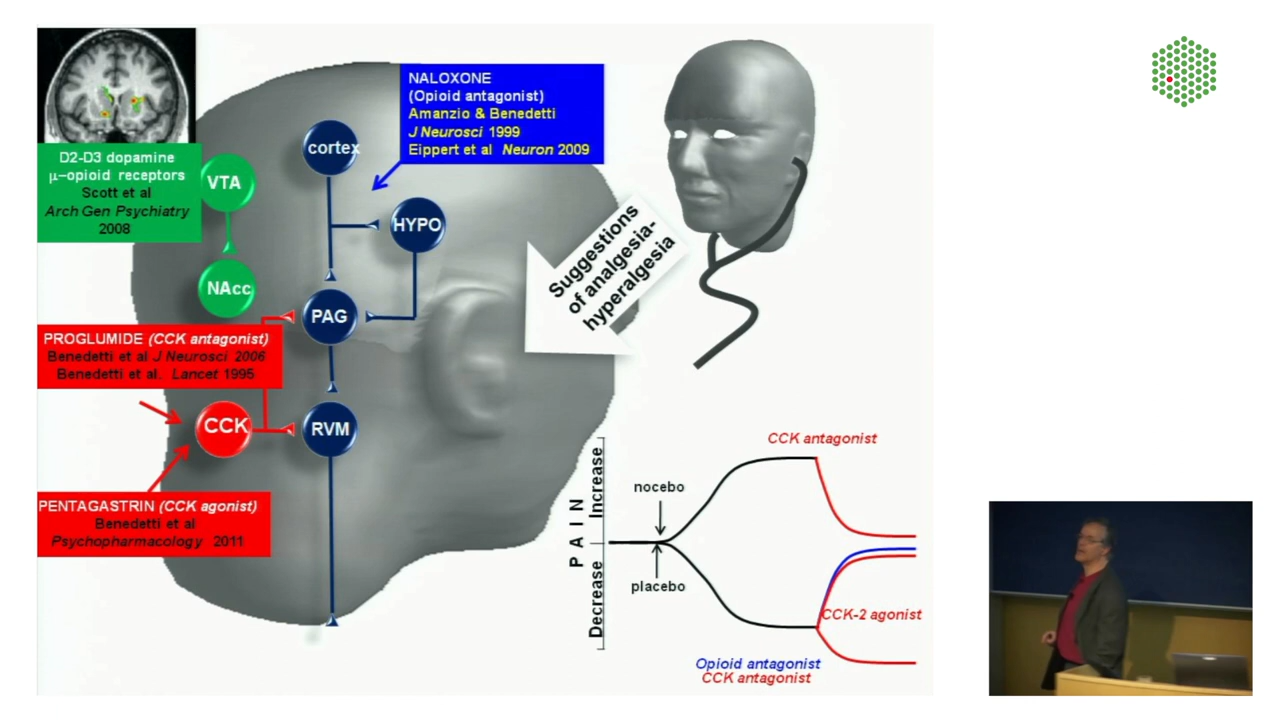 NALOXONE
(Opioid antagonist)
Amanzio & Benedetti
J Neurosci 1999
Eippert et al Neuron 2009
D2-D3 dopamine
μ–opioid receptors
Scott et al
Arch Gen Psychiatry
2008
VTA
cortex
HYPO
NAcc
PAG
Suggestions
of analgesia-
hyperalgesia
PROGLUMIDE (CCK antagonist)
Benedetti et al J Neurosci 2006
Benedetti et al. Lancet 1995
CCK
RVM
PENTAGASTRIN (CCK agonist)
Benedetti et al
Psychopharmacology 2011
CCK antagonist
PAIN
Increase
Decrease
nocebo
placebo
CCK-2 agonist
Opioid antagonist
CCK antagonist